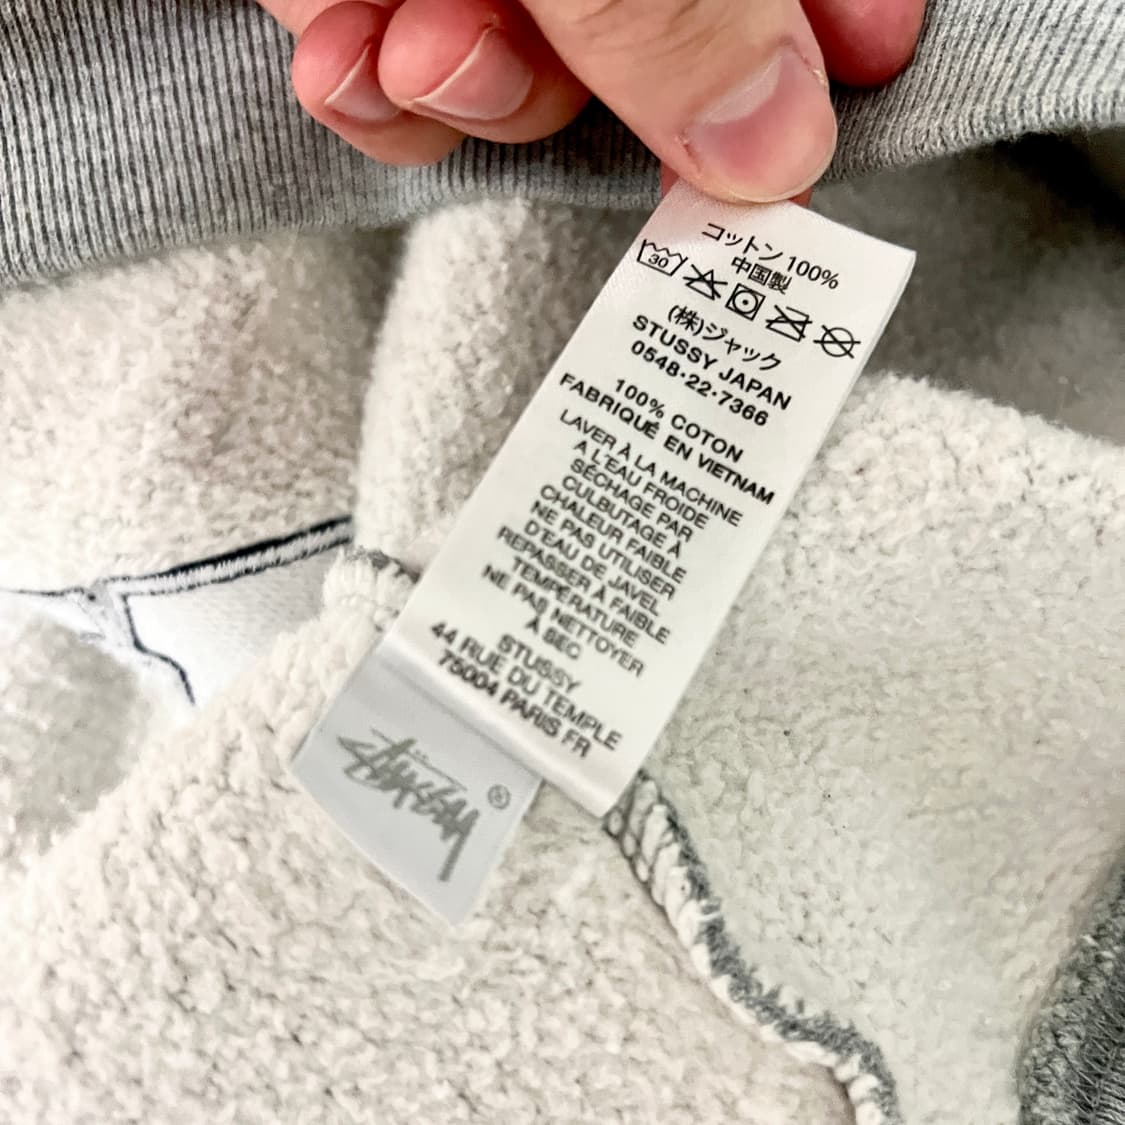 コットン 100%
中国製
30
(株)ジャック
STUSSY JAPAN
0548·22·7366
100% COTON
FABRIQUÉ EN VIETNAM
LAVER À LA MACHINE
A L'EAU FROIDE
SÉCHAGE PAR
CULBUTAGE À
CHALEUR FAIBLE
NE PAS UTILISER
D'EAU DE JAVEL
REPASSER À FAIBLE
TEMPÉRATURE
NE PAS NETTOYER
À SEC
STUSSY
44 RUE DU TEMPLE
75004 PARIS FR
Stüssy ®